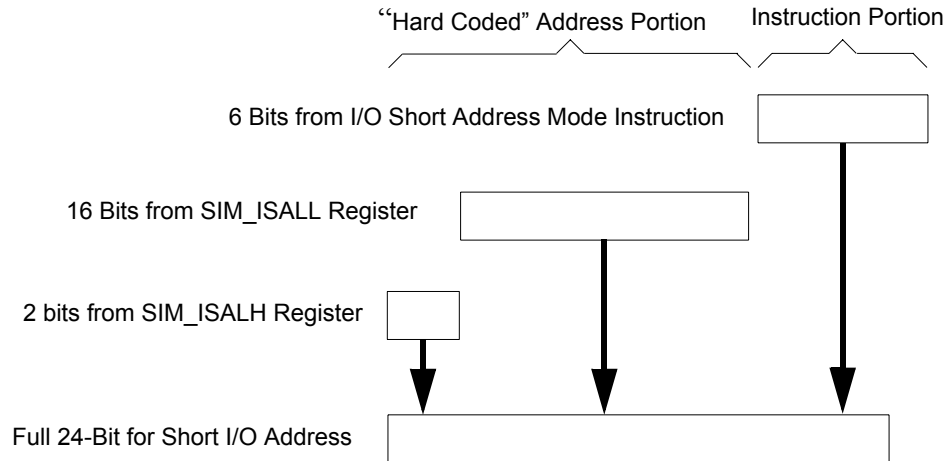 “Hard Coded” Address Portion
Instruction Portion
6 Bits from I/O Short Address Mode Instruction
16 Bits from SIM_ISALL Register
2 bits from SIM_ISALH Register
Full 24-Bit for Short I/O Address